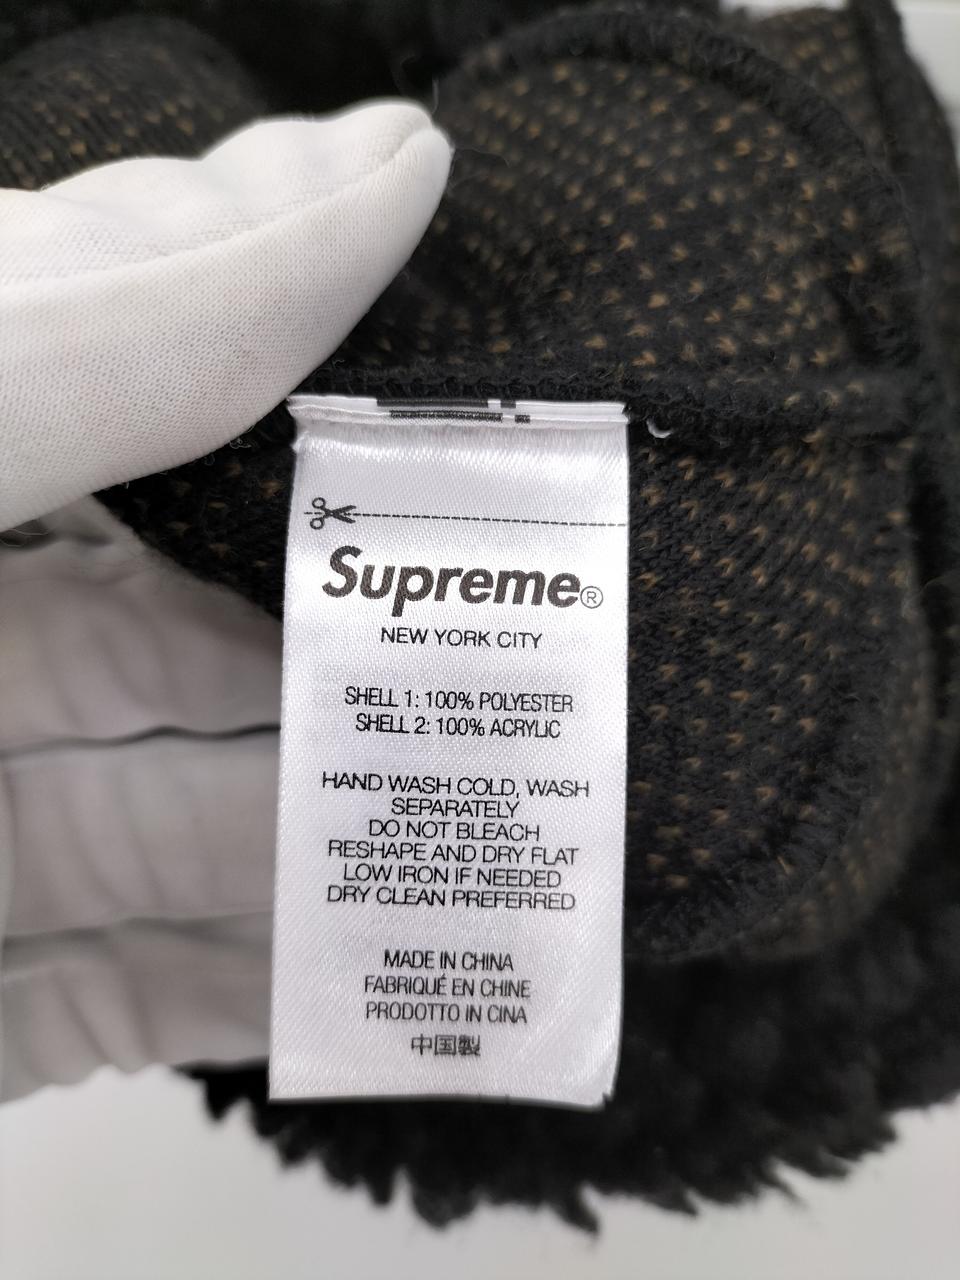 Supreme®
NEW YORK CITY
SHELL 1: 100% POLYESTER
SHELL 2: 100% ACRYLIC
HAND WASH COLD, WASH
SEPARATELY
DO NOT BLEACH
RESHAPE AND DRY FLAT
LOW IRON IF NEEDED
DRY CLEAN PREFERRED
MADE IN CHINA
FABRIQUÉ EN CHINE
PRODOTTO IN CINA
中国製